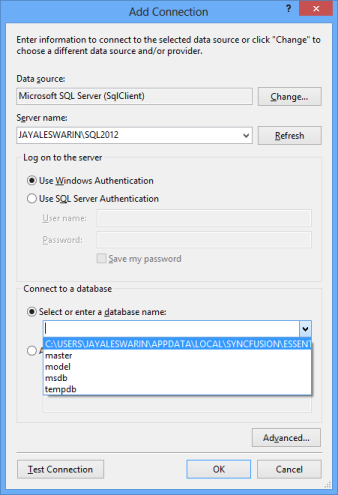 Add Connection
?
Enter information to connect to the selected data source or click "Change" to
choose a different data source and/or provider.
Data source:
Microsoft SQL Server (SqlClient)
Change...
Server name:
JAYALESWARIN\SQL2012
Refresh
Log on to the server
Use Windows Authentication
Use SQL Server Authentication
User name:
Password:
Save my password
Connect to a database
Select or enter a database name:
C:\USERS\JAYALESWARIN\APPDATA\LOCAL\SYNCFUSION\ESSENT
A
master
model
msdb
tempdb
Advanced...
Test Connection
OK
Cancel